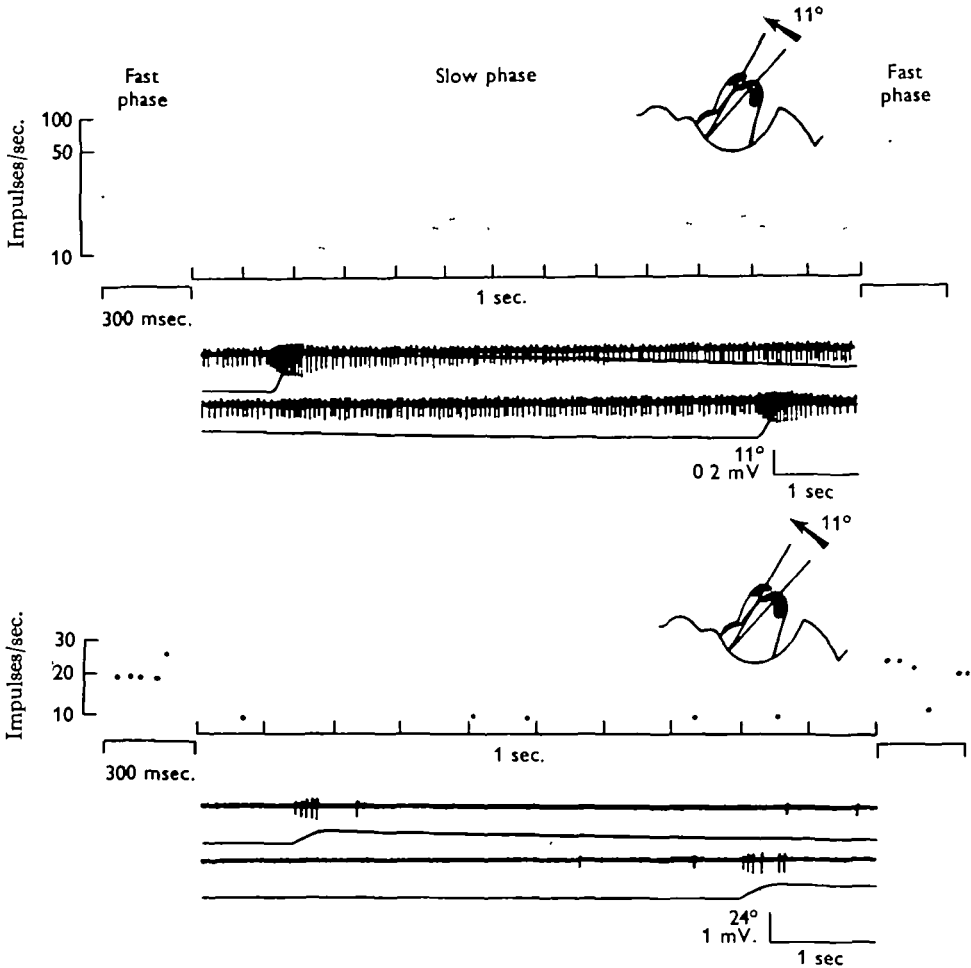 11°
Fast
phase
Slow phase
Fast
phase
Impulses/sec.
100
50
10
1 sec.
300 msec.
11°
0 2 mV
1 sec
11°
Impulses/sec.
30
20
10
1 sec.
300 msec.
24°
1 mV.
1 sec